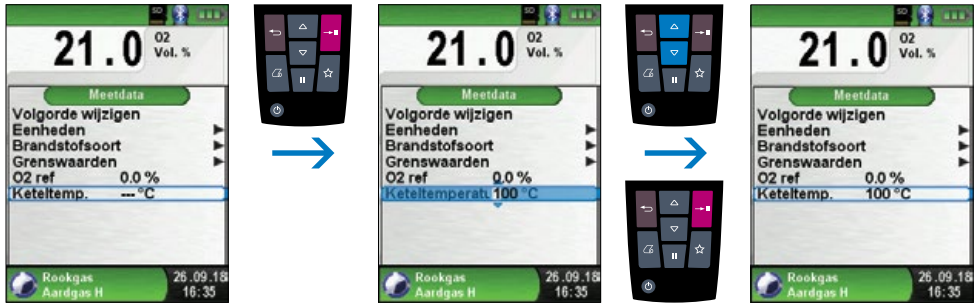 SD
21.0 O2 Vol. %
Meetdata
Volgorde wijzigen
Eenheden
Brandstofsoort
Grenswaarden
O2 ref 0.0 %
Keteltemp. --- °C
Rookgas 26.09.18
Aardgas H 16:35
SD
21.0 O2 Vol. %
Meetdata
Volgorde wijzigen
Eenheden
Brandstofsoort
Grenswaarden
O2 ref 0.0 %
Keteltemperatu 100 °C
Rookgas 26.09.18
Aardgas H 16:35
SD
21.0 O2 Vol. %
Meetdata
Volgorde wijzigen
Eenheden
Brandstofsoort
Grenswaarden
O2 ref 0.0 %
Keteltemp. 100 °C
Rookgas 26.09.18
Aardgas H 16:35